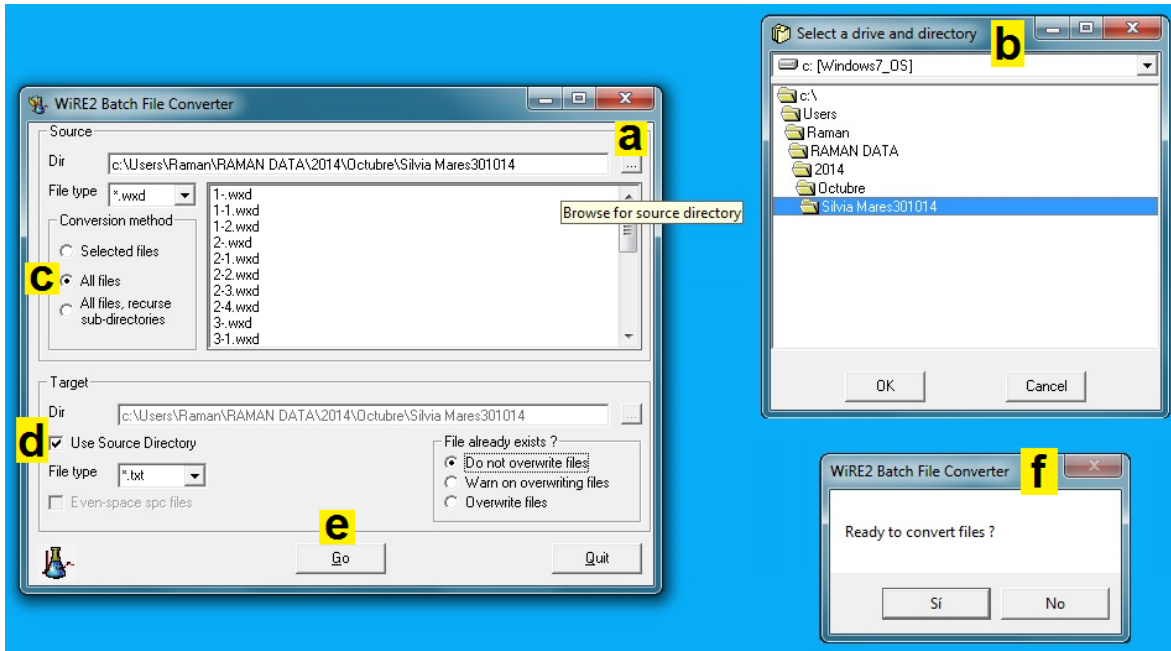 WiRE2 Batch File Converter
Source
a
Dir c:\Users\Raman\RAMAN DATA\2014\Octubre\Silvia Mares301014 ...
File type *.wxd
Browse for source directory
Conversion method
Selected files
c
All files
All files, recurse
sub-directories
1-.wxd
1-1.wxd
1-2.wxd
2-.wxd
2-1.wxd
2-2.wxd
2-3.wxd
2-4.wxd
3-.wxd
3-1.wxd
Target
Dir c:\Users\Raman\RAMAN DATA\2014\Octubre\Silvia Mares301014 ...
d
Use Source Directory
File type *.txt
Even-space spc files
File already exists ?
Do not overwrite files
Warn on overwriting files
Overwrite files
e
Go
Quit
Select a drive and directory
b
c: [Windows7_OS]
c:\
Users
Raman
RAMAN DATA
2014
Octubre
Silvia Mares301014
OK Cancel
WiRE2 Batch File Converter
f
Ready to convert files ?
Sí No